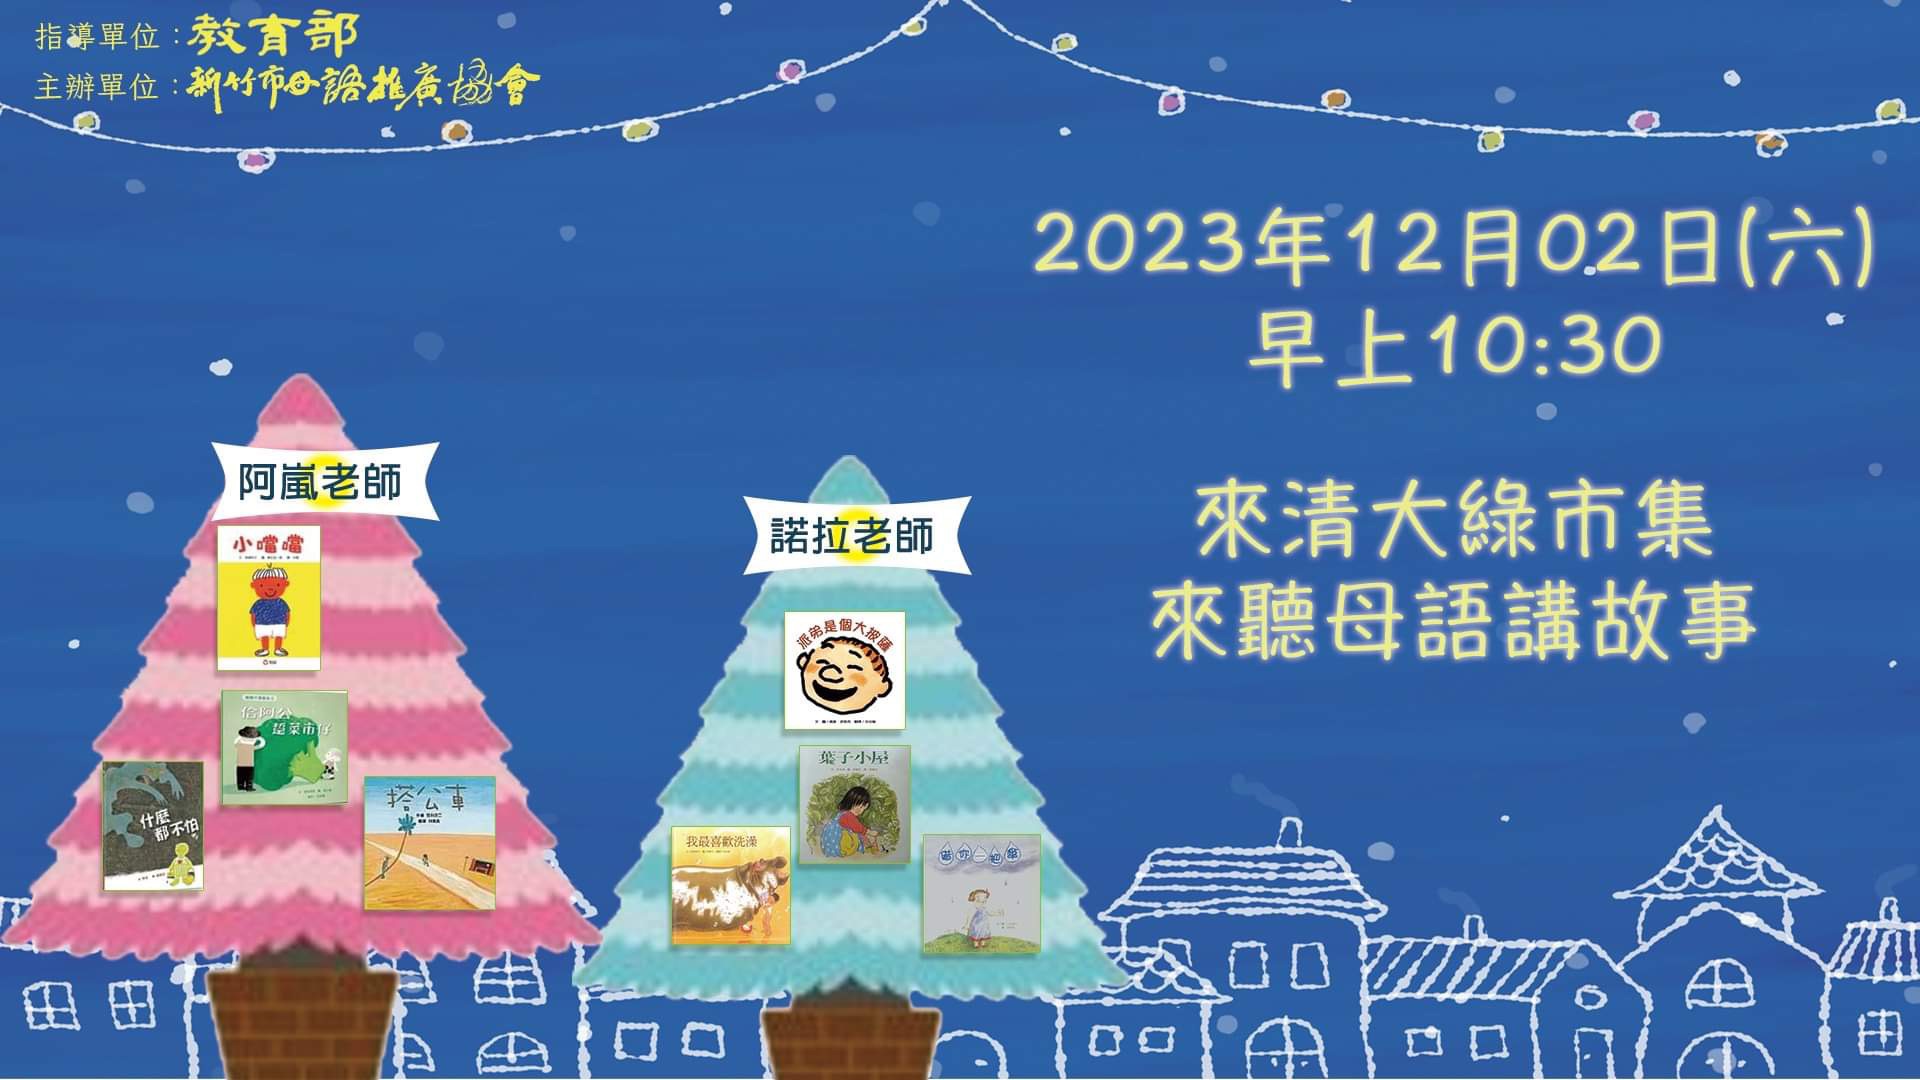 指導單位：教育部
主辦單位：新竹市母語推廣協會
2023年12月02日(六)
早上10:30
來清大綠市集
來聽母語講故事
阿嵐老師
小噹噹
佮阿公
踅菜市仔
什麼
都不怕
搭公車
諾拉老師
派弟是個大披薩
葉子小屋
我最喜歡洗澡
借你一把傘